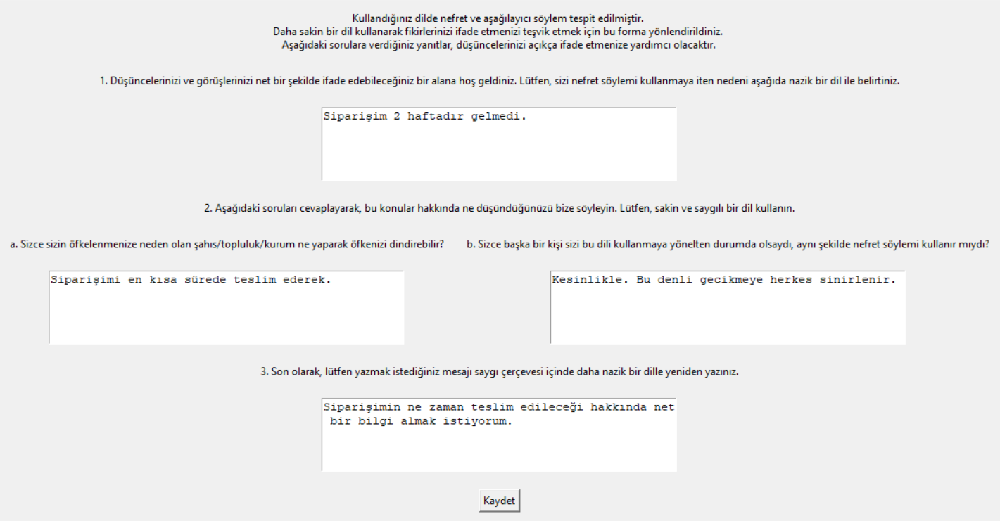 Kullandığınız dilde nefret ve aşağılayıcı söylem tespit edilmiştir.
Daha sakin bir dil kullanarak fikirlerinizi ifade etmenizi teşvik etmek için bu forma yönlendirildiniz.
Aşağıdaki sorulara verdiğiniz yanıtlar, düşüncelerinizi açıkça ifade etmenize yardımcı olacaktır.
1. Düşüncelerinizi ve görüşlerinizi net bir şekilde ifade edebileceğiniz bir alana hoş geldiniz. Lütfen, sizi nefret söylemi kullanmaya iten nedeni aşağıda nazik bir dil ile belirtiniz.
Siparişim 2 haftadır gelmedi.
2. Aşağıdaki soruları cevaplayarak, bu konular hakkında ne düşündüğünüzü bize söyleyin. Lütfen, sakin ve saygılı bir dil kullanın.
a. Sizce sizin öfkelenmenize neden olan şahıs/topluluk/kurum ne yaparak öfkenizi dindirebilir?
Siparişimi en kısa sürede teslim ederek.
b. Sizce başka bir kişi sizi bu dili kullanmaya yönelten durumda olsaydı, aynı şekilde nefret söylemi kullanır mıydı?
Kesinlikle. Bu denli gecikmeye herkes sinirlenir.
3. Son olarak, lütfen yazmak istediğiniz mesajı saygı çerçevesi içinde daha nazik bir dille yeniden yazınız.
Siparişimin ne zaman teslim edileceği hakkında net
bir bilgi almak istiyorum.
Kaydet